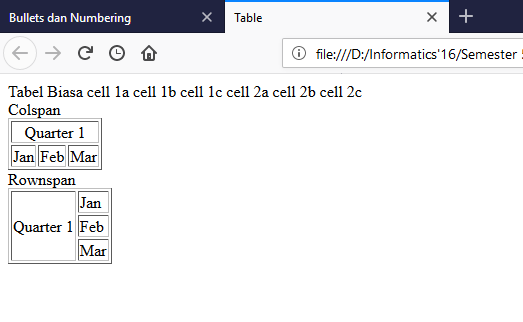 Bullets dan Numbering
Table
file:///D:/Informatics'16/Semester
Tabel Biasa cell 1a cell 1b cell 1c cell 2a cell 2b cell 2c
Colspan
Quarter 1
Jan Feb Mar
Rownspan
Quarter 1
Jan
Feb
Mar